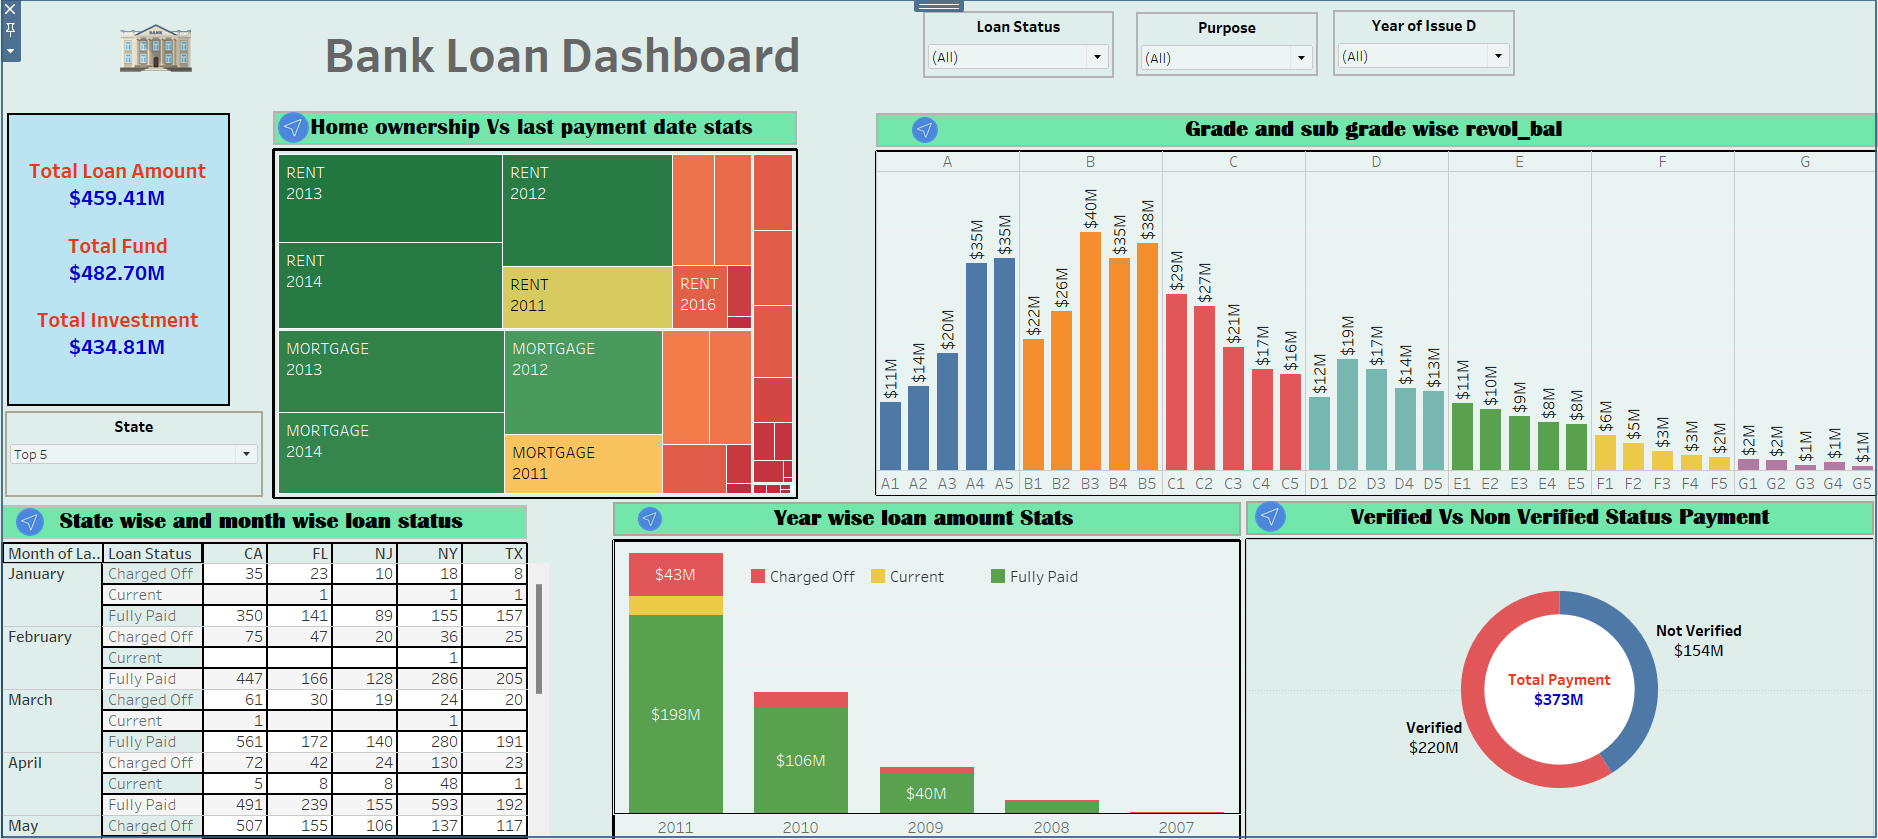 BANK
Bank Loan Dashboard
Loan Status
(All)
Purpose
(All)
Year of Issue D
(All)
Total Loan Amount
$459.41M
Total Fund
$482.70M
Total Investment
$434.81M
State
Top 5
Home ownership Vs last payment date stats
RENT
2013
RENT
2012
RENT
2014
RENT
2011
RENT
2016
MORTGAGE
2013
MORTGAGE
2012
MORTGAGE
2014
MORTGAGE
2011
Grade and sub grade wise revol_bal
A B C D E F G
$11M $14M $20M $35M $35M $22M $26M $40M $35M $38M $29M $27M $21M $17M $16M $12M $19M $17M $14M $13M $11M $10M $9M $8M $8M $6M $5M $3M $3M $2M $2M $2M $1M $1M $1M
A1 A2 A3 A4 A5 B1 B2 B3 B4 B5 C1 C2 C3 C4 C5 D1 D2 D3 D4 D5 E1 E2 E3 E4 E5 F1 F2 F3 F4 F5 G1 G2 G3 G4 G5
State wise and month wise loan status
Month of La.. Loan Status CA FL NJ NY TX
January Charged Off 35 23 10 18 8
Current 1 1 1
Fully Paid 350 141 89 155 157
February Charged Off 75 47 20 36 25
Current 1
Fully Paid 447 166 128 286 205
March Charged Off 61 30 19 24 20
Current 1 1
Fully Paid 561 172 140 280 191
April Charged Off 72 42 24 130 23
Current 5 8 8 48 1
Fully Paid 491 239 155 593 192
May Charged Off 507 155 106 137 117
Year wise loan amount Stats
Charged Off Current Fully Paid
$43M
$198M
$106M
$40M
2011 2010 2009 2008 2007
Verified Vs Non Verified Status Payment
Not Verified
$154M
Total Payment
$373M
Verified
$220M